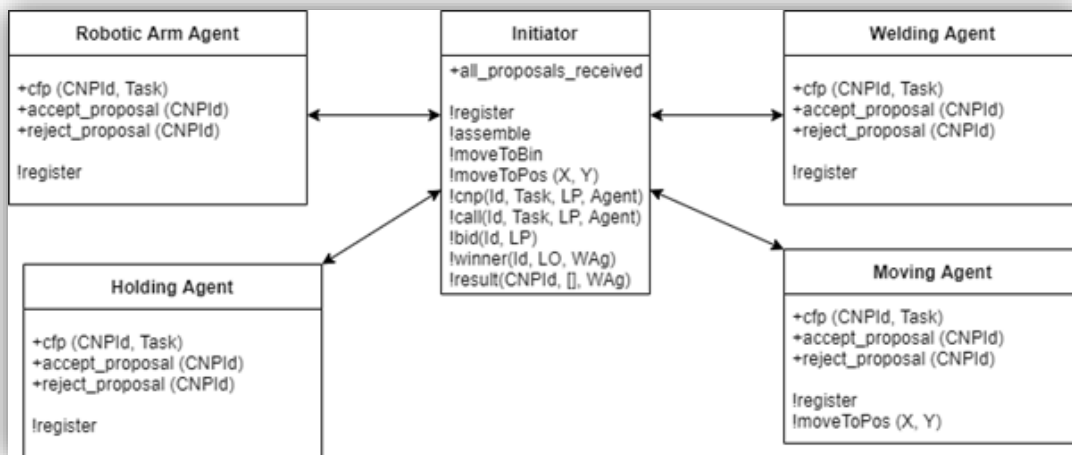 Robotic Arm Agent
+cfp (CNPId, Task)
+accept_proposal (CNPId)
+reject_proposal (CNPId)
!register
Initiator
+all_proposals_received
!register
!assemble
!moveToBin
!moveToPos (X, Y)
!cnp(Id, Task, LP, Agent)
!call(Id, Task, LP, Agent)
!bid(Id, LP)
!winner(Id, LO, WAg)
!result(CNPId, [], WAg)
Welding Agent
+cfp (CNPId, Task)
+accept_proposal (CNPId)
+reject_proposal (CNPId)
!register
Holding Agent
+cfp (CNPId, Task)
+accept_proposal (CNPId)
+reject_proposal (CNPId)
!register
Moving Agent
+cfp (CNPId, Task)
+accept_proposal (CNPId)
+reject_proposal (CNPId)
!register
!moveToPos (X, Y)